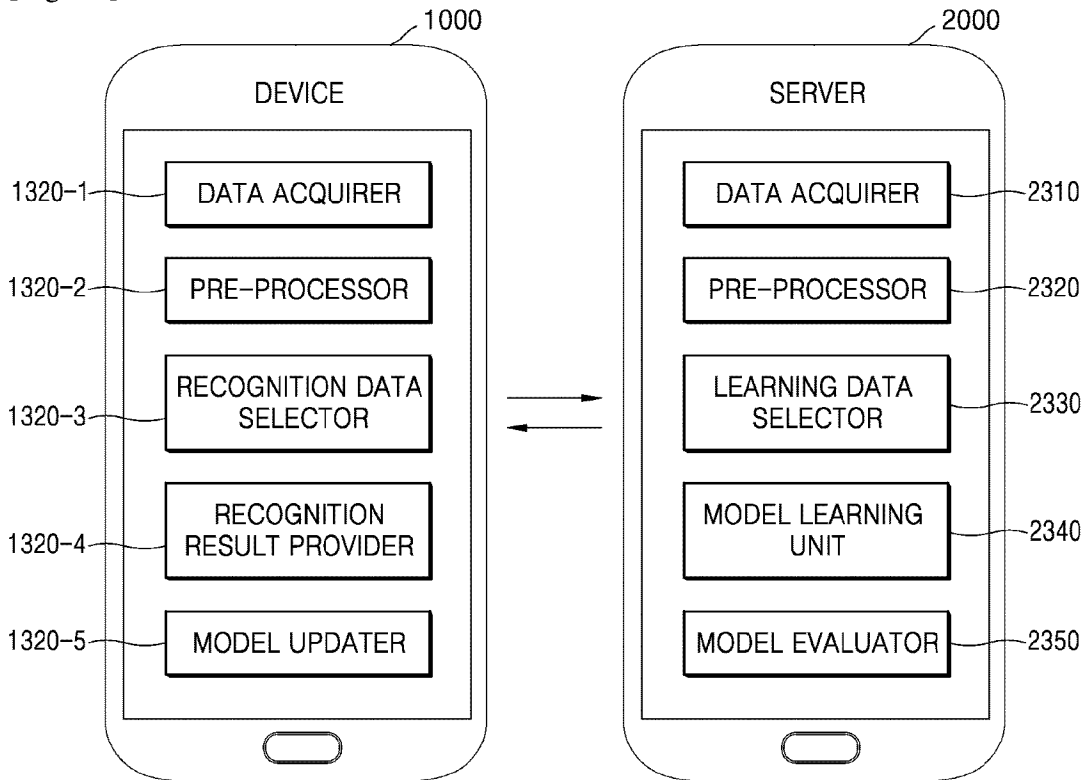 1000
2000
DEVICE
SERVER
1320-1
DATA ACQUIRER
DATA ACQUIRER
2310
1320-2
PRE-PROCESSOR
PRE-PROCESSOR
2320
1320-3
RECOGNITION DATA
SELECTOR
LEARNING DATA
SELECTOR
2330
1320-4
RECOGNITION
RESULT PROVIDER
MODEL LEARNING
UNIT
2340
1320-5
MODEL UPDATER
MODEL EVALUATOR
2350